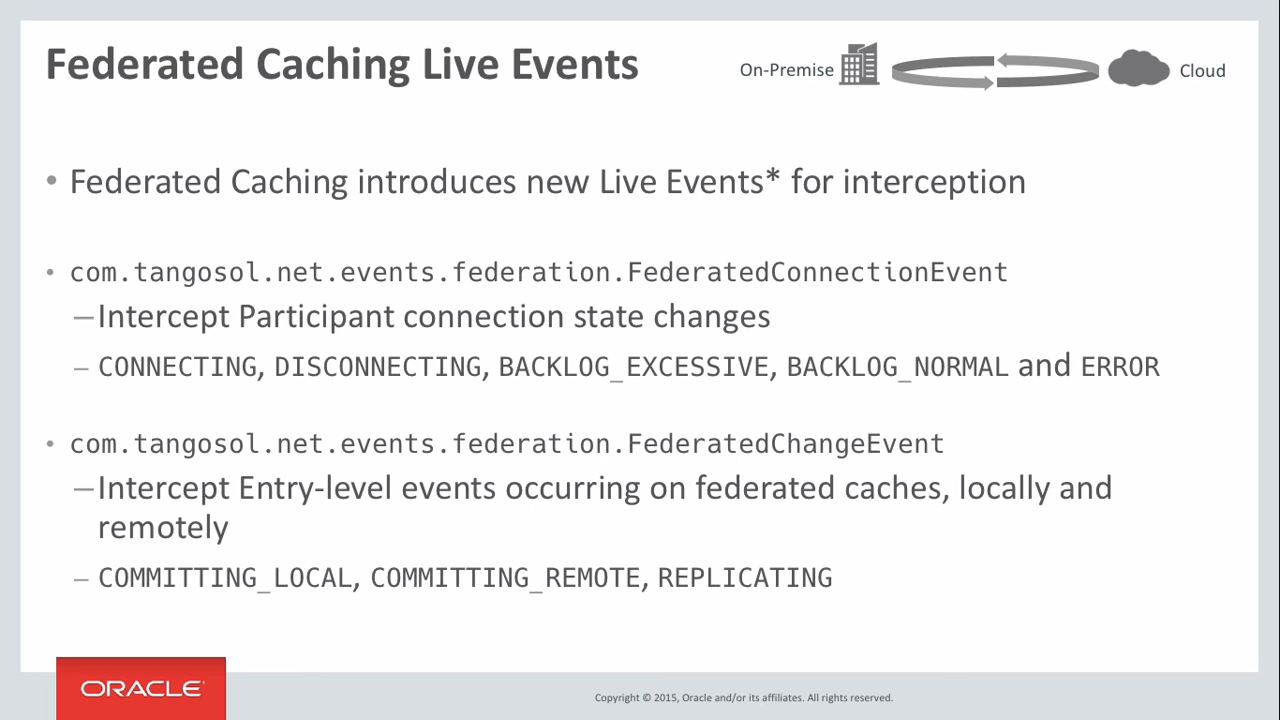 Federated Caching Live Events
On-Premise
Cloud
• Federated Caching introduces new Live Events* for interception
• com.tangosol.net.events.federation.FederatedConnectionEvent
– Intercept Participant connection state changes
– CONNECTING, DISCONNECTING, BACKLOG_EXCESSIVE, BACKLOG_NORMAL and ERROR
• com.tangosol.net.events.federation.FederatedChangeEvent
– Intercept Entry-level events occurring on federated caches, locally and
remotely
– COMMITTING_LOCAL, COMMITTING_REMOTE, REPLICATING
ORACLE
Copyright © 2015, Oracle and/or its affiliates. All rights reserved.